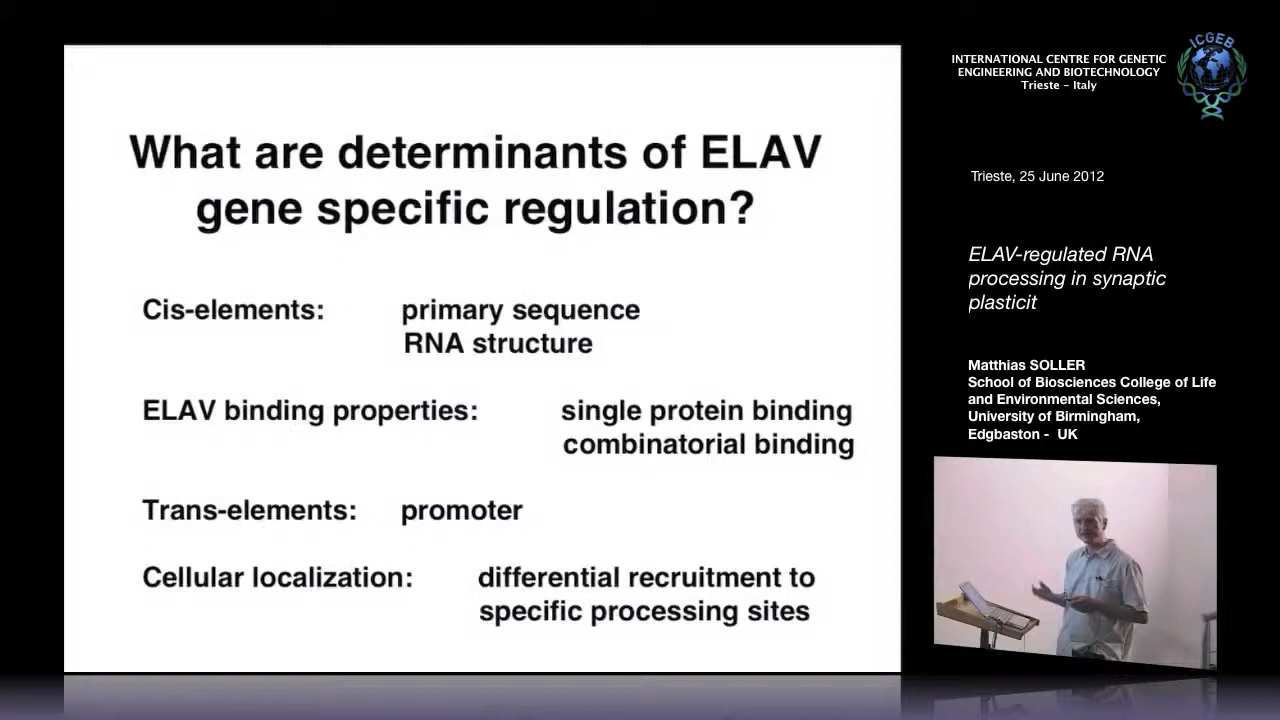 What are determinants of ELAV
gene specific regulation?
Cis-elements: primary sequence
RNA structure
ELAV binding properties: single protein binding
combinatorial binding
Trans-elements: promoter
Cellular localization: differential recruitment to
specific processing sites
INTERNATIONAL CENTRE FOR GENETIC
ENGINEERING AND BIOTECHNOLOGY
Trieste - Italy
ICGEB
Trieste, 25 June 2012
ELAV-regulated RNA
processing in synaptic
plasticit
Matthias SOLLER
School of Biosciences College of Life
and Environmental Sciences,
University of Birmingham,
Edgbaston - UK